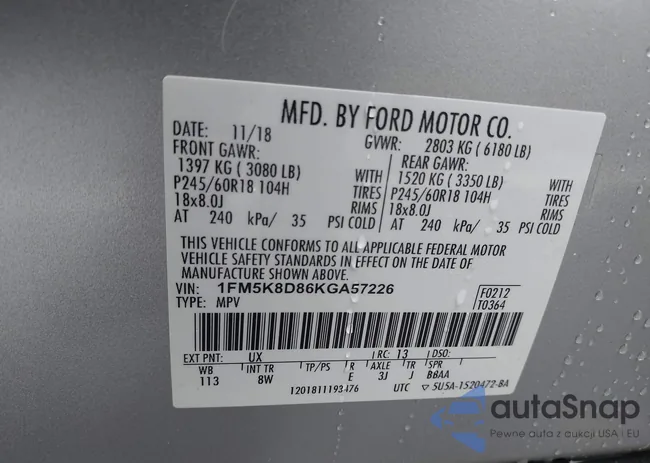 MFD. BY FORD MOTOR CO.
DATE: 11/18 GVWR: 2803 KG ( 6180 LB)
FRONT GAWR: REAR GAWR:
1397 KG ( 3080 LB) WITH 1520 KG ( 3350 LB) WITH
P245/60R18 104H TIRES P245/60R18 104H TIRES
18x8.0J RIMS 18x8.0J RIMS
AT 240 kPa/ 35 PSI COLD AT 240 kPa/ 35 PSI COLD
THIS VEHICLE CONFORMS TO ALL APPLICABLE FEDERAL MOTOR
VEHICLE SAFETY STANDARDS IN EFFECT ON THE DATE OF
MANUFACTURE SHOWN ABOVE.
VIN: 1FM5K8D86KGA57226 F0212
TYPE: MPV T0364
EXT PNT: UX RC: 13 DSO:
WB INT TR TP/PS R AXLE TR SPR
113 8W E 3J J B8AA
1201811193476 UTC ▽ 5U5A-1520472-BA
autoSnap
Pewne auta z aukcji USA i EU